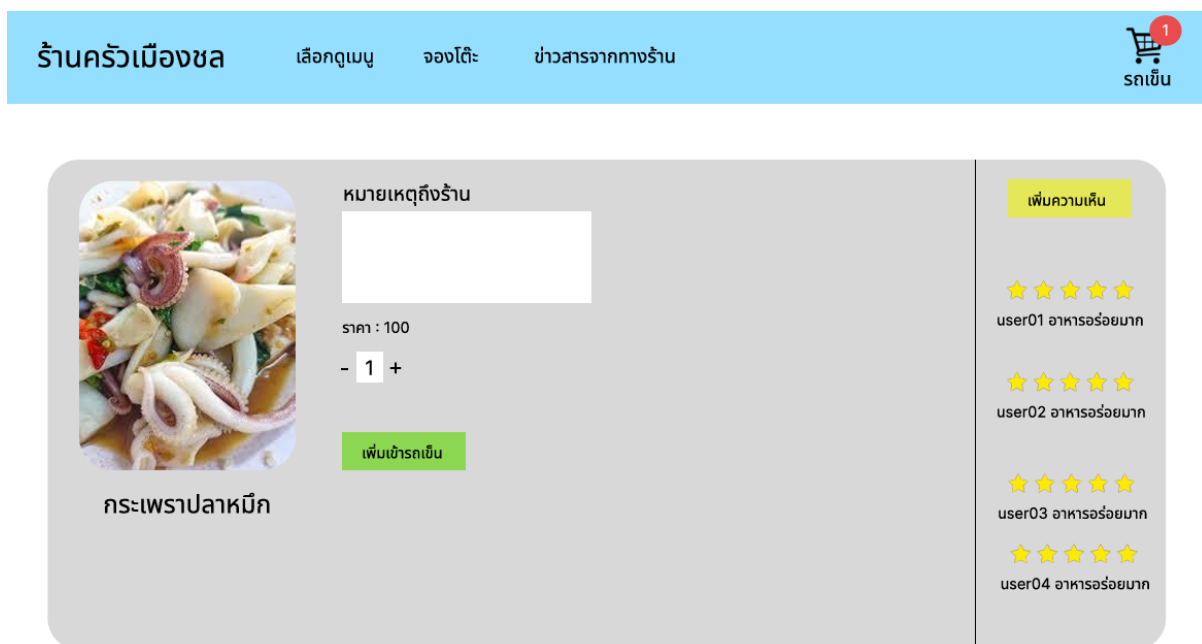 ร้านครัวเมืองชล
เลือกดูเมนู
จองโต๊ะ
ข่าวสารจากทางร้าน
1
รถเข็น
หมายเหตุถึงร้าน
ราคา : 100
- 1 +
เพิ่มเข้ารถเข็น
กระเพราปลาหมึก
เพิ่มความเห็น
user01 อาหารอร่อยมาก
user02 อาหารอร่อยมาก
user03 อาหารอร่อยมาก
user04 อาหารอร่อยมาก